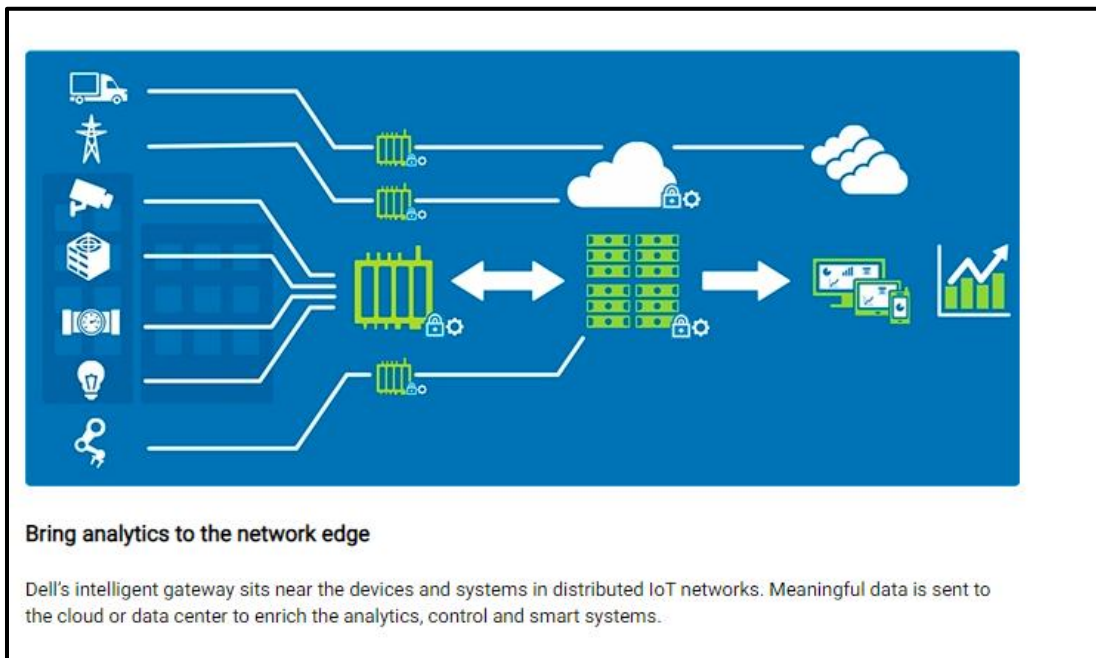 Bring analytics to the network edge
Dell's intelligent gateway sits near the devices and systems in distributed IoT networks. Meaningful data is sent to
the cloud or data center to enrich the analytics, control and smart systems.